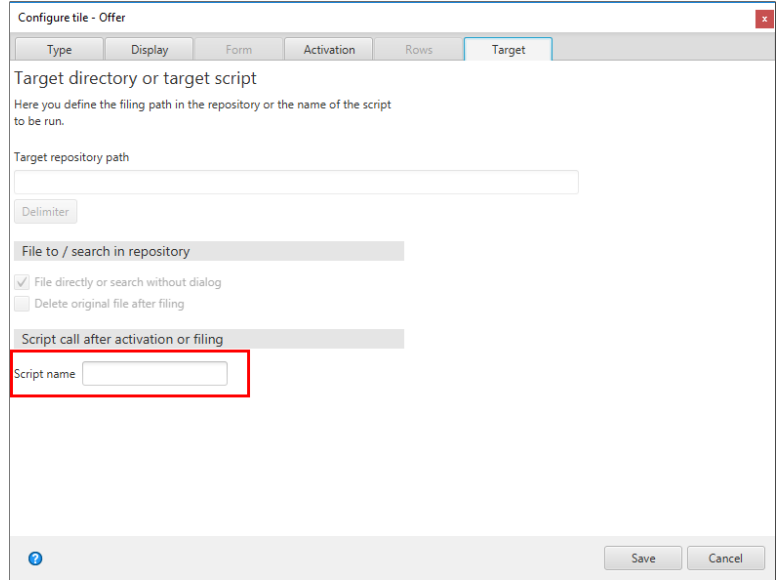 Configure tile - Offer
x
Type
Display
Form
Activation
Rows
Target
Target directory or target script
Here you define the filing path in the repository or the name of the script
to be run.
Target repository path
Delimiter
File to / search in repository
File directly or search without dialog
Delete original file after filing
Script call after activation or filing
Script name
?
Save
Cancel